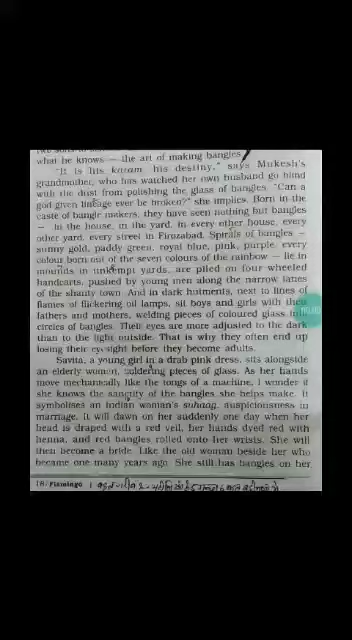 what he knows — the art of making bangles.
"It is his karam, his destiny," says Mukesh's
grandmother, who has watched her own husband go blind
with the dust from polishing the glass of bangles. "Can a
god given lineage ever be broken?" she implies. Born in the
caste of bangle makers, they have seen nothing but bangles
— in the house, in the yard, in every other house, every
other yard, every street in Firozabad. Spirals of bangles —
sunny gold, paddy green, royal blue, pink, purple, every
colour born out of the seven colours of the rainbow — lie in
mounds in unkempt yards, are piled on four wheeled
handcarts, pushed by young men along the narrow lanes
of the shanty town. And in dark hutments, next to lines of
flames of flickering oil lamps, sit boys and girls with their
fathers and mothers, welding pieces of coloured glass into
circles of bangles. Their eyes are more adjusted to the dark
than to the light outside. That is why they often end up
losing their eyesight before they become adults.
Savita, a young girl in a drab pink dress, sits alongside
an elderly women, soldering pieces of glass. As her hands
move mechanically like the tongs of a machine, I wonder if
she knows the sanctity of the bangles she helps make. It
symbolises an Indian woman's suhaag, auspiciousness in
marriage. It will dawn on her suddenly one day when her
head is draped with a red veil, her hands dyed red with
henna, and red bangles rolled onto her wrists. She will
then become a bride. Like the old woman beside her who
became one many years ago. She still has bangles on her
Flamingo